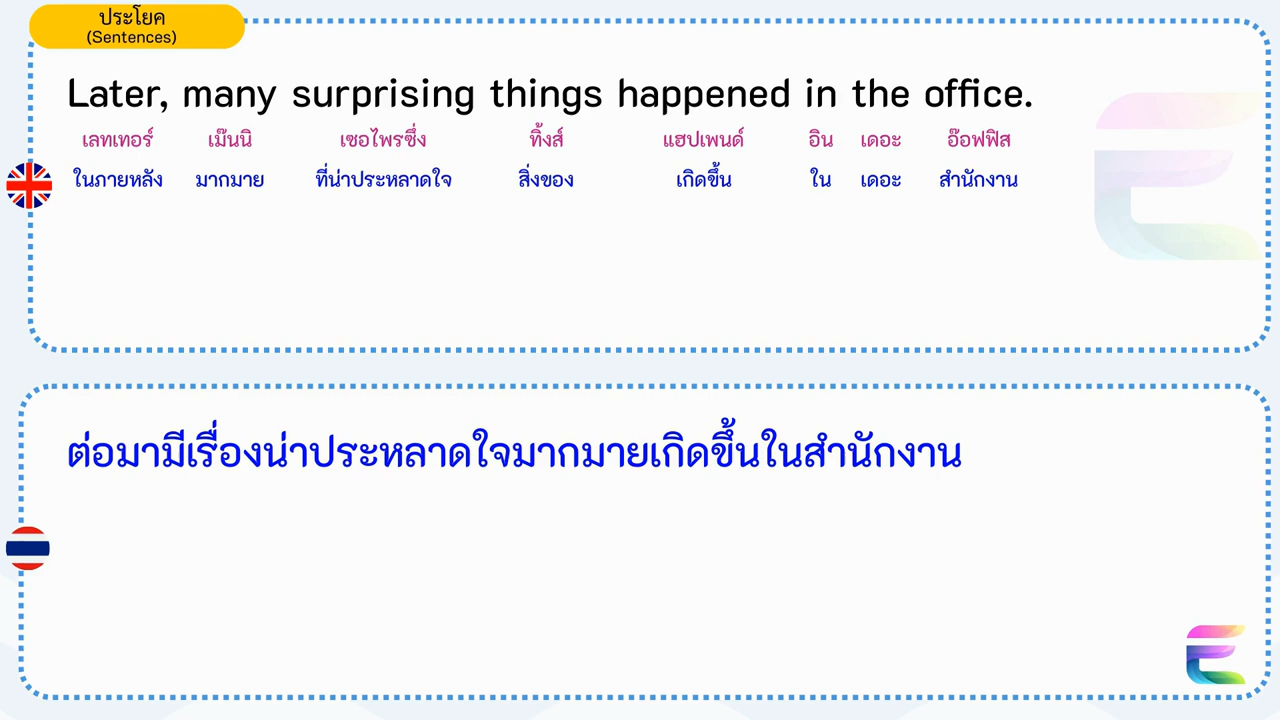 ประโยค
(Sentences)
Later, many surprising things happened in the office.
เลทเทอร์ เม๊นนิ เซอไพรซึ่ง ทิ้งส์ แฮปเพนด์ อิน เดอะ อ๊อฟฟิส
ในภายหลัง มากมาย ที่น่าประหลาดใจ สิ่งของ เกิดขึ้น ใน เดอะ สำนักงาน
ต่อมามีเรื่องน่าประหลาดใจมากมายเกิดขึ้นในสำนักงาน